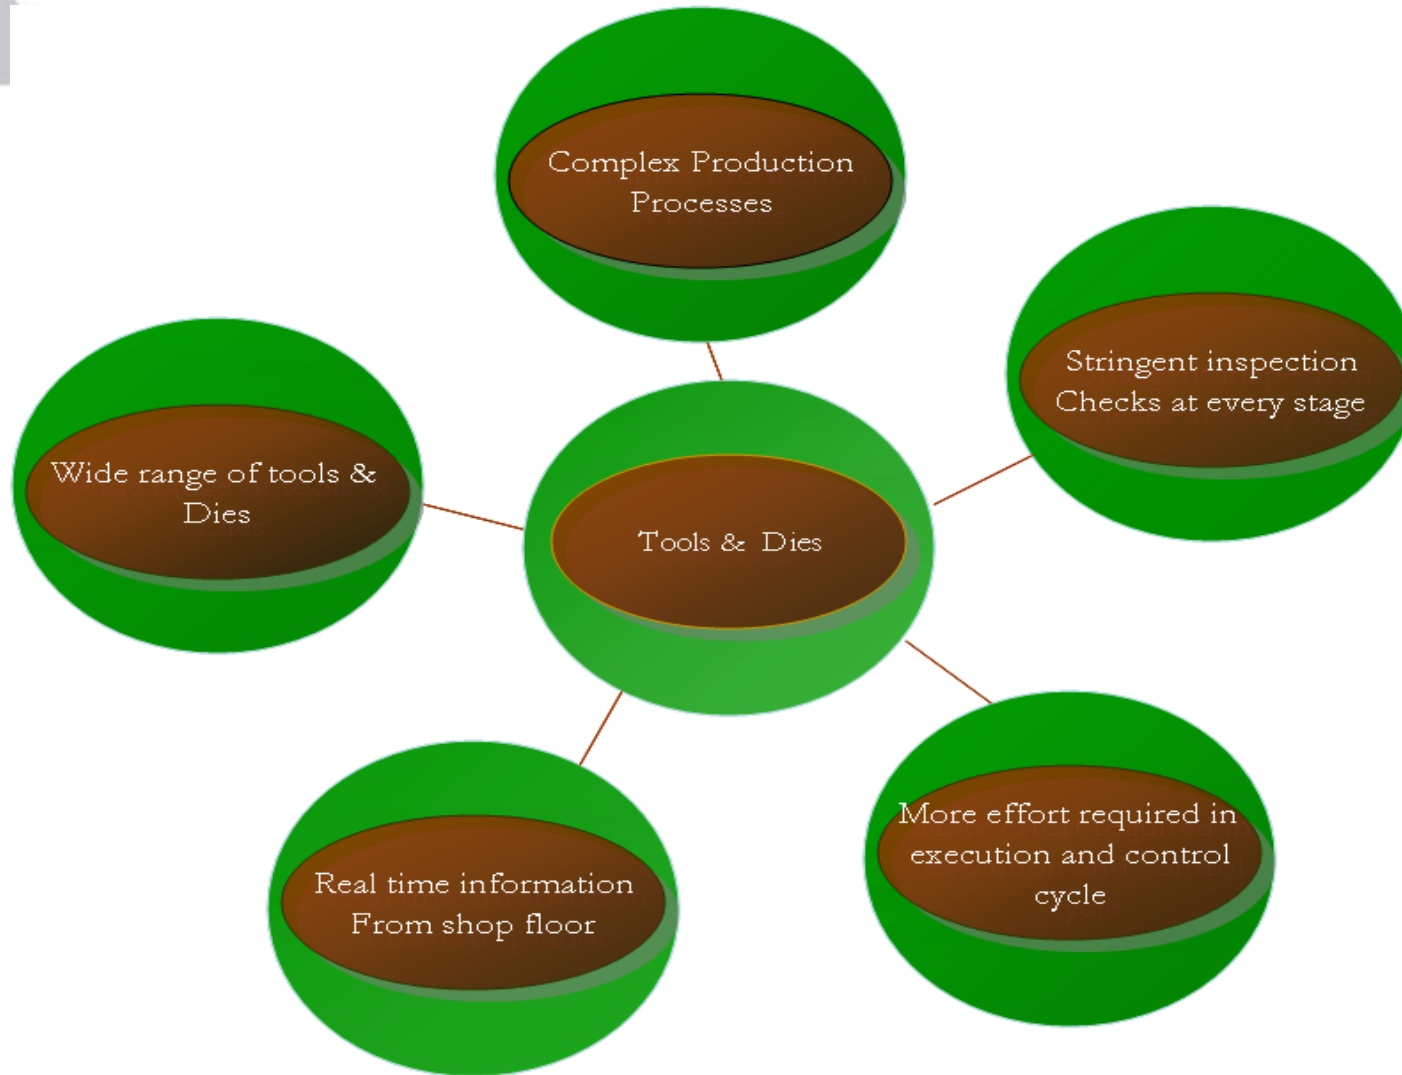 Complex Production
Processes
Stringent inspection
Checks at every stage
Wide range of tools &
Dies
Tools & Dies
More effort required in
execution and control
cycle
Real time information
From shop floor